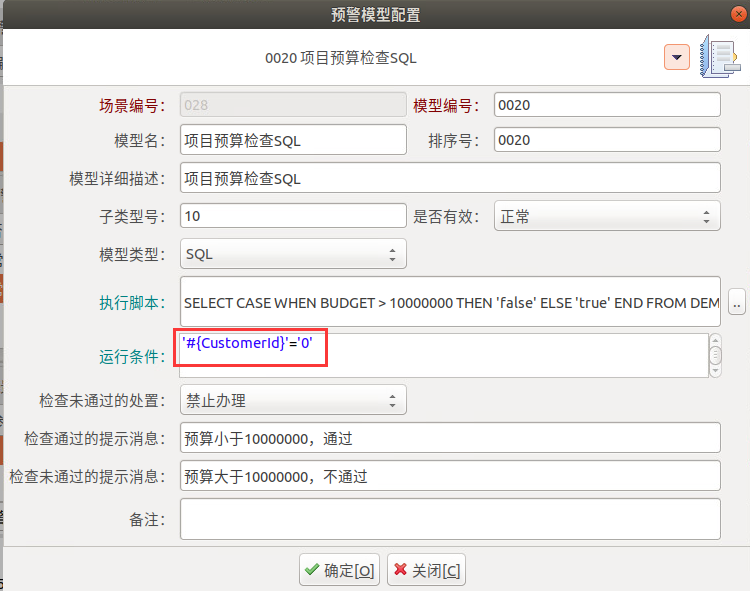 预警模型配置
0020 项目预算检查SQL
场景编号： 028 模型编号： 0020
模型名： 项目预算检查SQL 排序号： 0020
模型详细描述： 项目预算检查SQL
子类型号： 10 是否有效： 正常
模型类型： SQL
执行脚本： SELECT CASE WHEN BUDGET > 10000000 THEN 'false' ELSE 'true' END FROM DEM ..
运行条件： '#{CustomerId}'='0'
检查未通过的处置： 禁止办理
检查通过的提示消息： 预算小于10000000，通过
检查未通过的提示消息： 预算大于10000000，不通过
备注：
确定[O] 关闭[C]